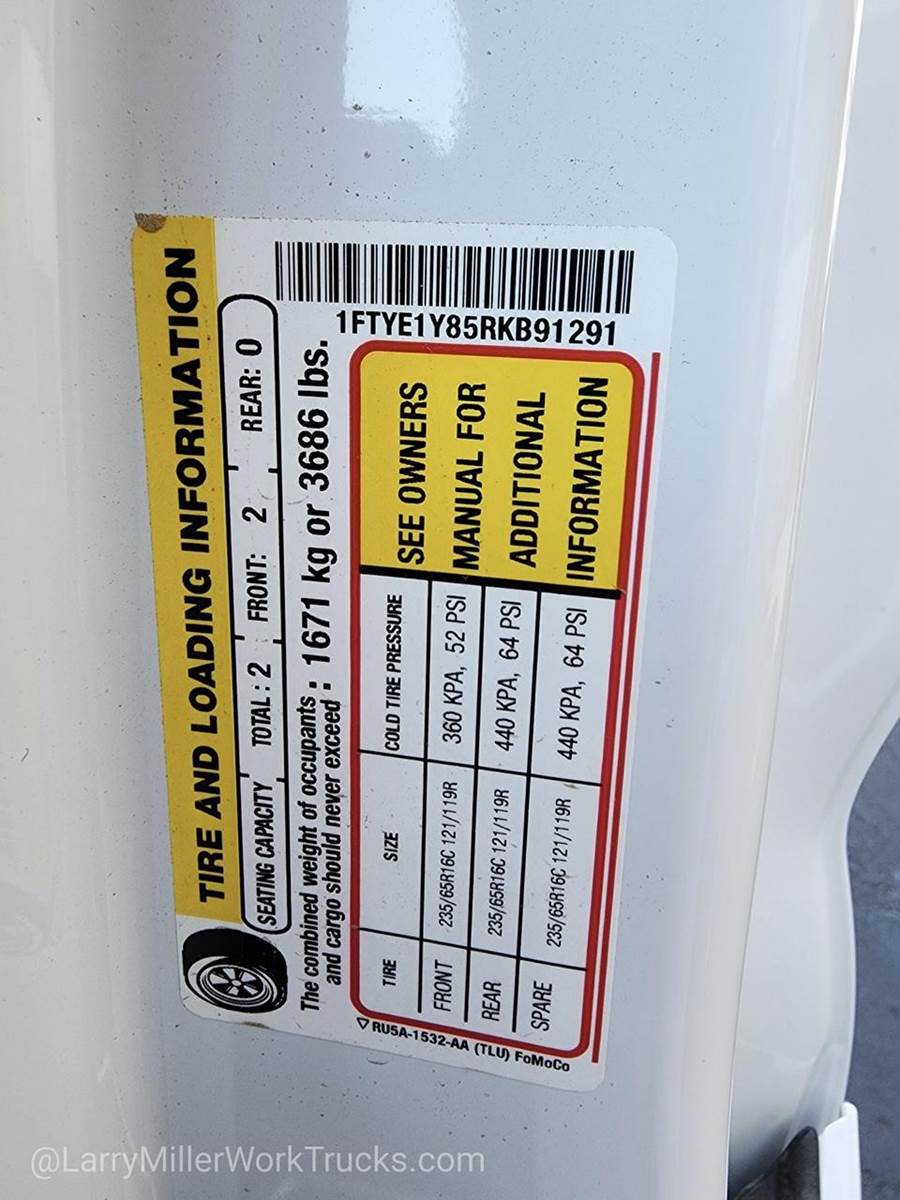 TIRE AND LOADING INFORMATION
SEATING CAPACITY TOTAL: 2 FRONT: 2 REAR: 0
The combined weight of occupants
and cargo should never exceed : 1671 kg or 3686 lbs.
1FTYE1Y85RKB91291
TIRE SIZE COLD TIRE PRESSURE
FRONT 235/65R16C 121/119R 360 KPA, 52 PSI
REAR 235/65R16C 121/119R 440 KPA, 64 PSI
SPARE 235/65R16C 121/119R 440 KPA, 64 PSI
SEE OWNERS
MANUAL FOR
ADDITIONAL
INFORMATION
RU5A-1532-AA (TLU) FoMoCo
@LarryMillerWorkTrucks.com